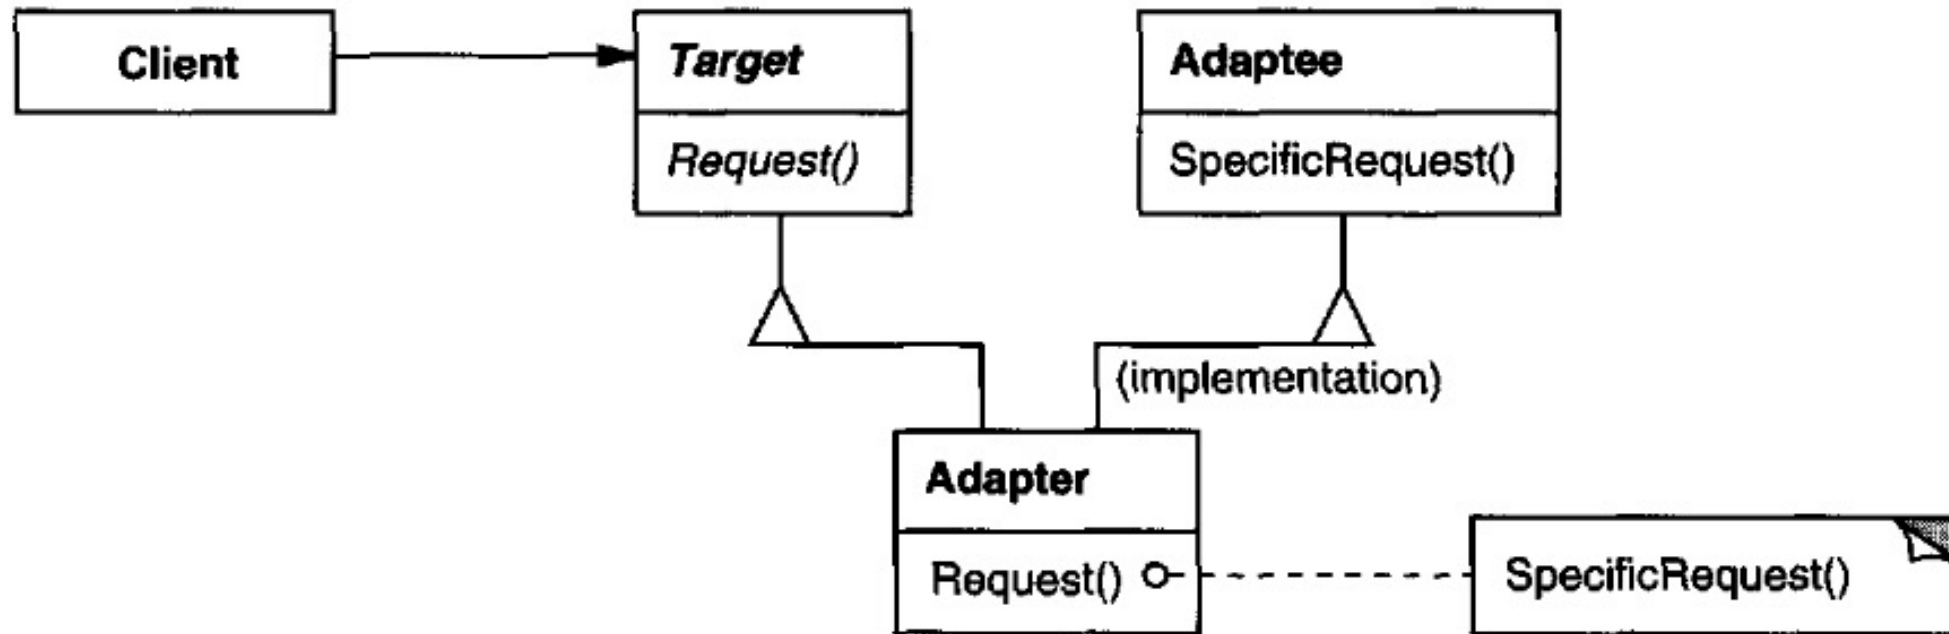 Client
Target
Request()
Adaptee
SpecificRequest()
(implementation)
Adapter
Request()
SpecificRequest()